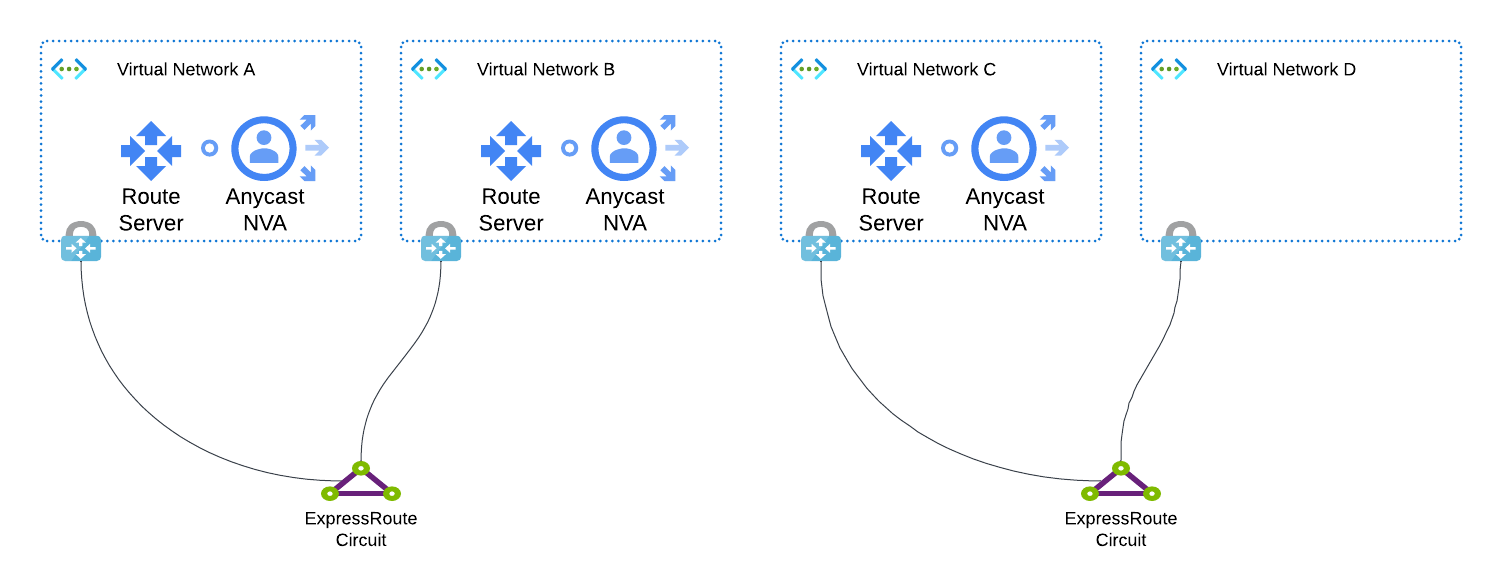 Virtual Network A
Virtual Network B
Virtual Network C
Virtual Network D
Route
Server
Anycast
NVA
Route
Server
Anycast
NVA
Route
Server
Anycast
NVA
ExpressRoute
Circuit
ExpressRoute
Circuit